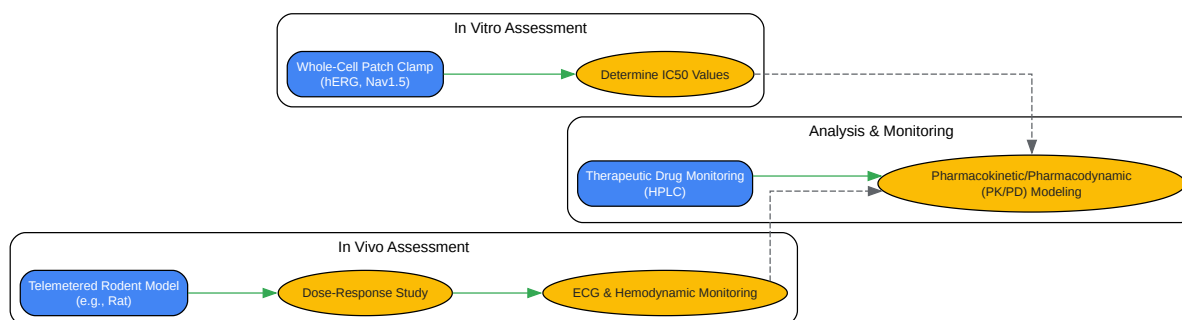 In Vitro Assessment
Whole-Cell Patch Clamp
(hERG, Nav1.5)
Determine IC50 Values
Analysis & Monitoring
Therapeutic Drug Monitoring
(HPLC)
Pharmacokinetic/Pharmacodynamic
(PK/PD) Modeling
In Vivo Assessment
Telemetered Rodent Model
(e.g., Rat)
Dose-Response Study
ECG & Hemodynamic Monitoring